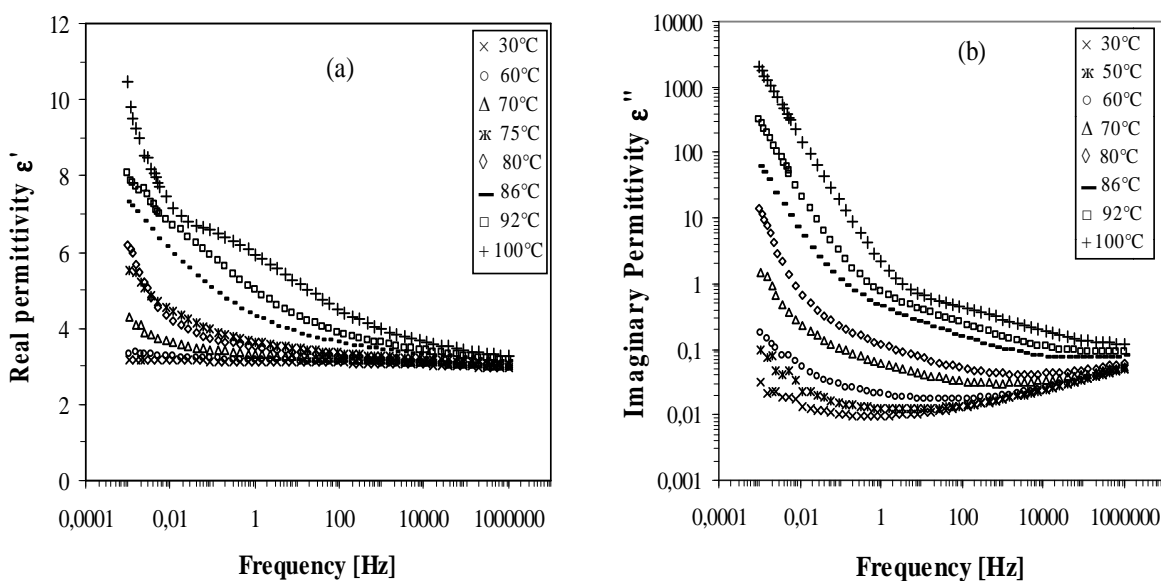 12
10
8
6
4
2
0
Real permittivity ε'
(a)
× 30°C
○ 60°C
△ 70°C
ж 75°C
◇ 80°C
- 86°C
□ 92°C
+ 100°C
0,0001 0,01 1 100 10000 1000000
Frequency [Hz]
10000
1000
100
10
1
0,1
0,01
0,001
Imaginary Permittivity ε"
(b)
× 30°C
ж 50°C
○ 60°C
△ 70°C
◇ 80°C
- 86°C
□ 92°C
+ 100°C
0,0001 0,01 1 100 10000 1000000
Frequency [Hz]